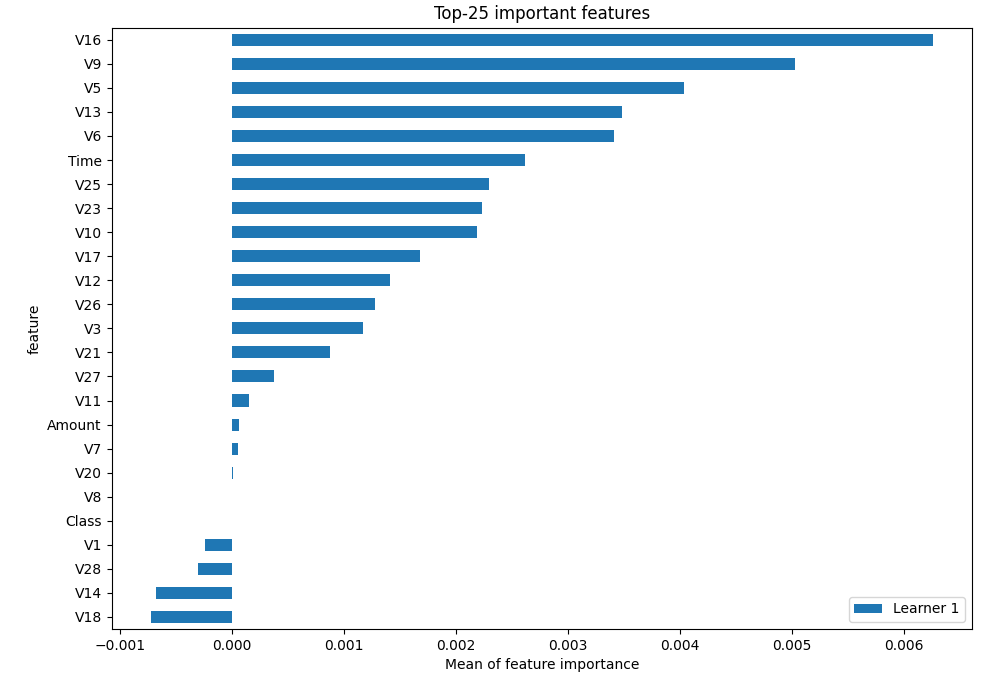 Top-25 important features
V16
V9
V5
V13
V6
Time
V25
V23
V10
V17
V12
V26
V3
V21
V27
V11
Amount
V7
V20
V8
Class
V1
V28
V14
V18
feature
Learner 1
−0.001 0.000 0.001 0.002 0.003 0.004 0.005 0.006
Mean of feature importance